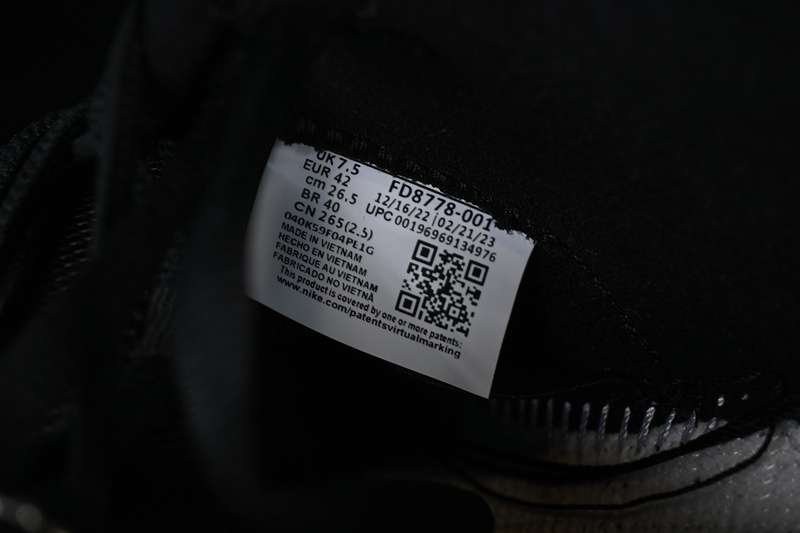 UK 7.5
EUR 42
cm 26.5
BR 40
CN 265(2.5)
040K59F04PE1G
MADE IN VIETNAM
HECHO EN VIETNAM
FABRIQUE AU VIETNAM
FABRICADO NO VIETNÃ
This product is covered by one or more patents:
www.nike.com/patentsvirtualmarking
FD8778-001
12/16/22 | 02/21/23
UPC 00196969134976